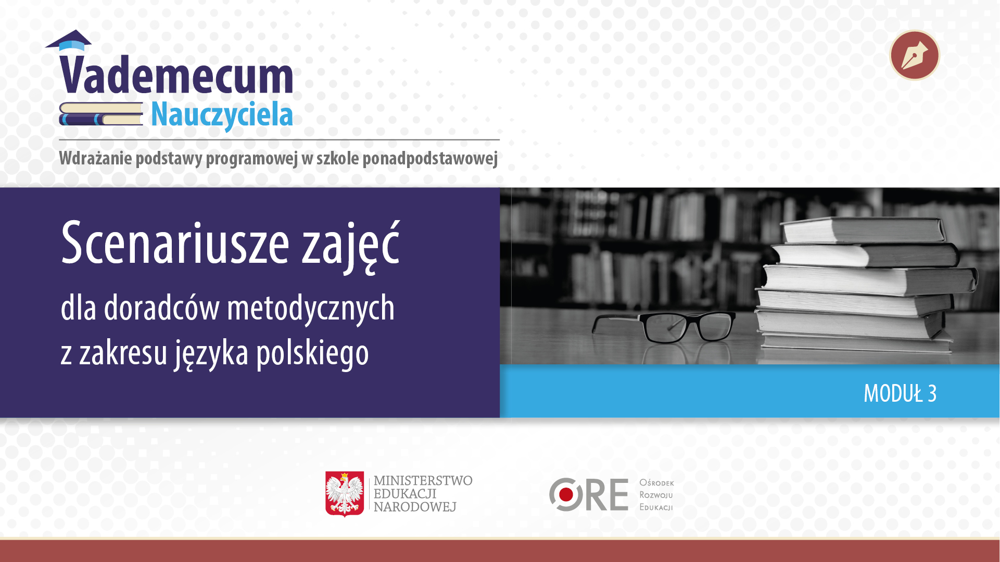 Vademecum
Nauczyciela
Wdrażanie podstawy programowej w szkole ponadpodstawowej
Scenariusze zajęć
dla doradców metodycznych
z zakresu języka polskiego
MODUŁ 3
MINISTERSTWO
EDUKACJI
NARODOWEJ
ORE
Ośrodek
Rozwoju
Edukacji